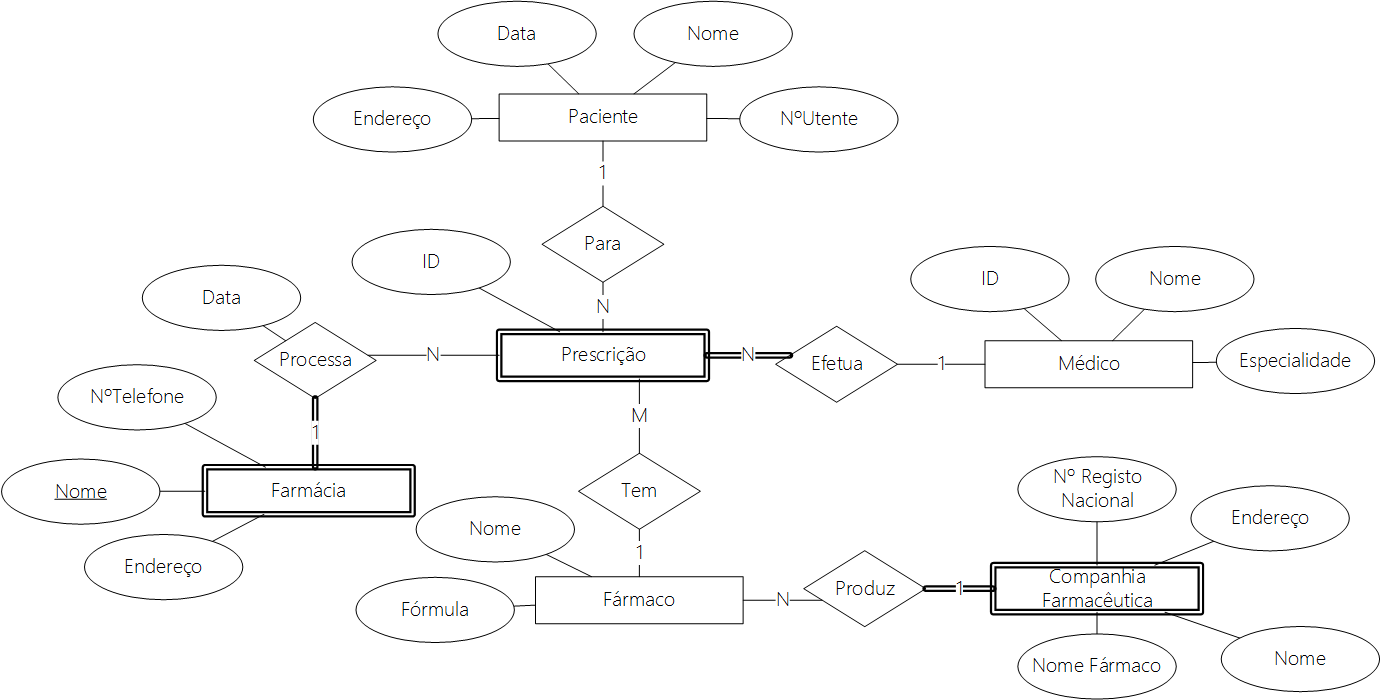 Data
Nome
Endereço
Paciente
NºUtente
1
Para
ID
N
Data
Processa
N
Prescrição
N
Efetua
1
Médico
ID
Nome
Especialidade
NºTelefone
1
M
Nome
Farmácia
Endereço
Tem
Nome
1
Fórmula
Fármaco
N
Produz
1
Nº Registo
Nacional
Endereço
Companhia
Farmacêutica
Nome Fármaco
Nome